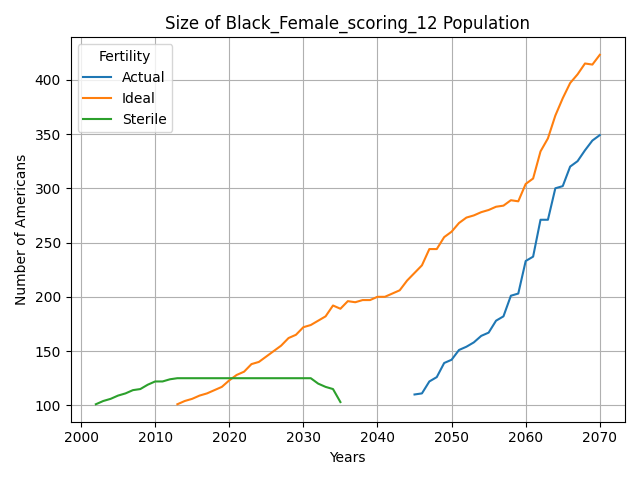 Size of Black_Female_scoring_12 Population
Fertility
Actual
Ideal
Sterile
Number of Americans
400
350
300
250
200
150
100
2000 2010 2020 2030 2040 2050 2060 2070
Years